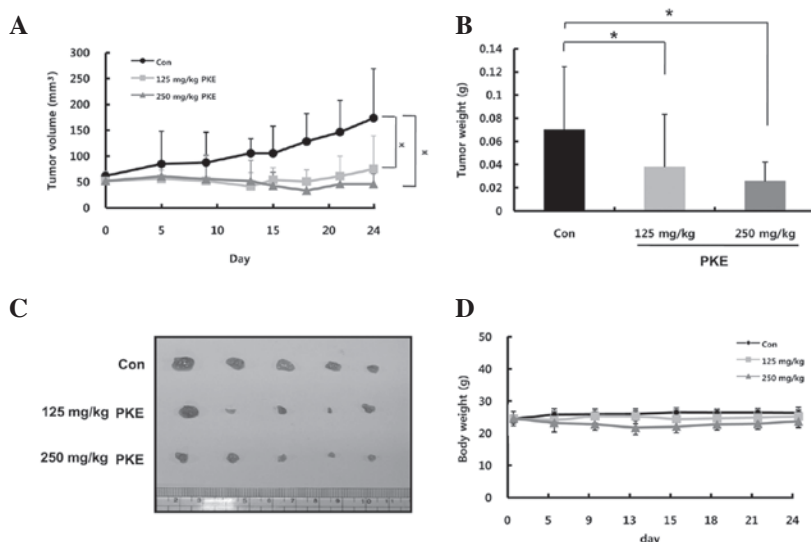 A
Tumor volume (mm³)
300
250
200
150
100
50
0
Con
125 mg/kg PKE
250 mg/kg PKE
×
×
0 5 10 13 15 20 24
Day
B
Tumor weight (g)
0.14
0.12
0.1
0.08
0.06
0.04
0.02
0
*
*
Con 125 mg/kg 250 mg/kg
PKE
C
Con
125 mg/kg PKE
250 mg/kg PKE
D
Body weight (g)
50
40
30
20
10
0
Con
125 mg/kg
250 mg/kg
0 5 9 13 15 18 21 24
day